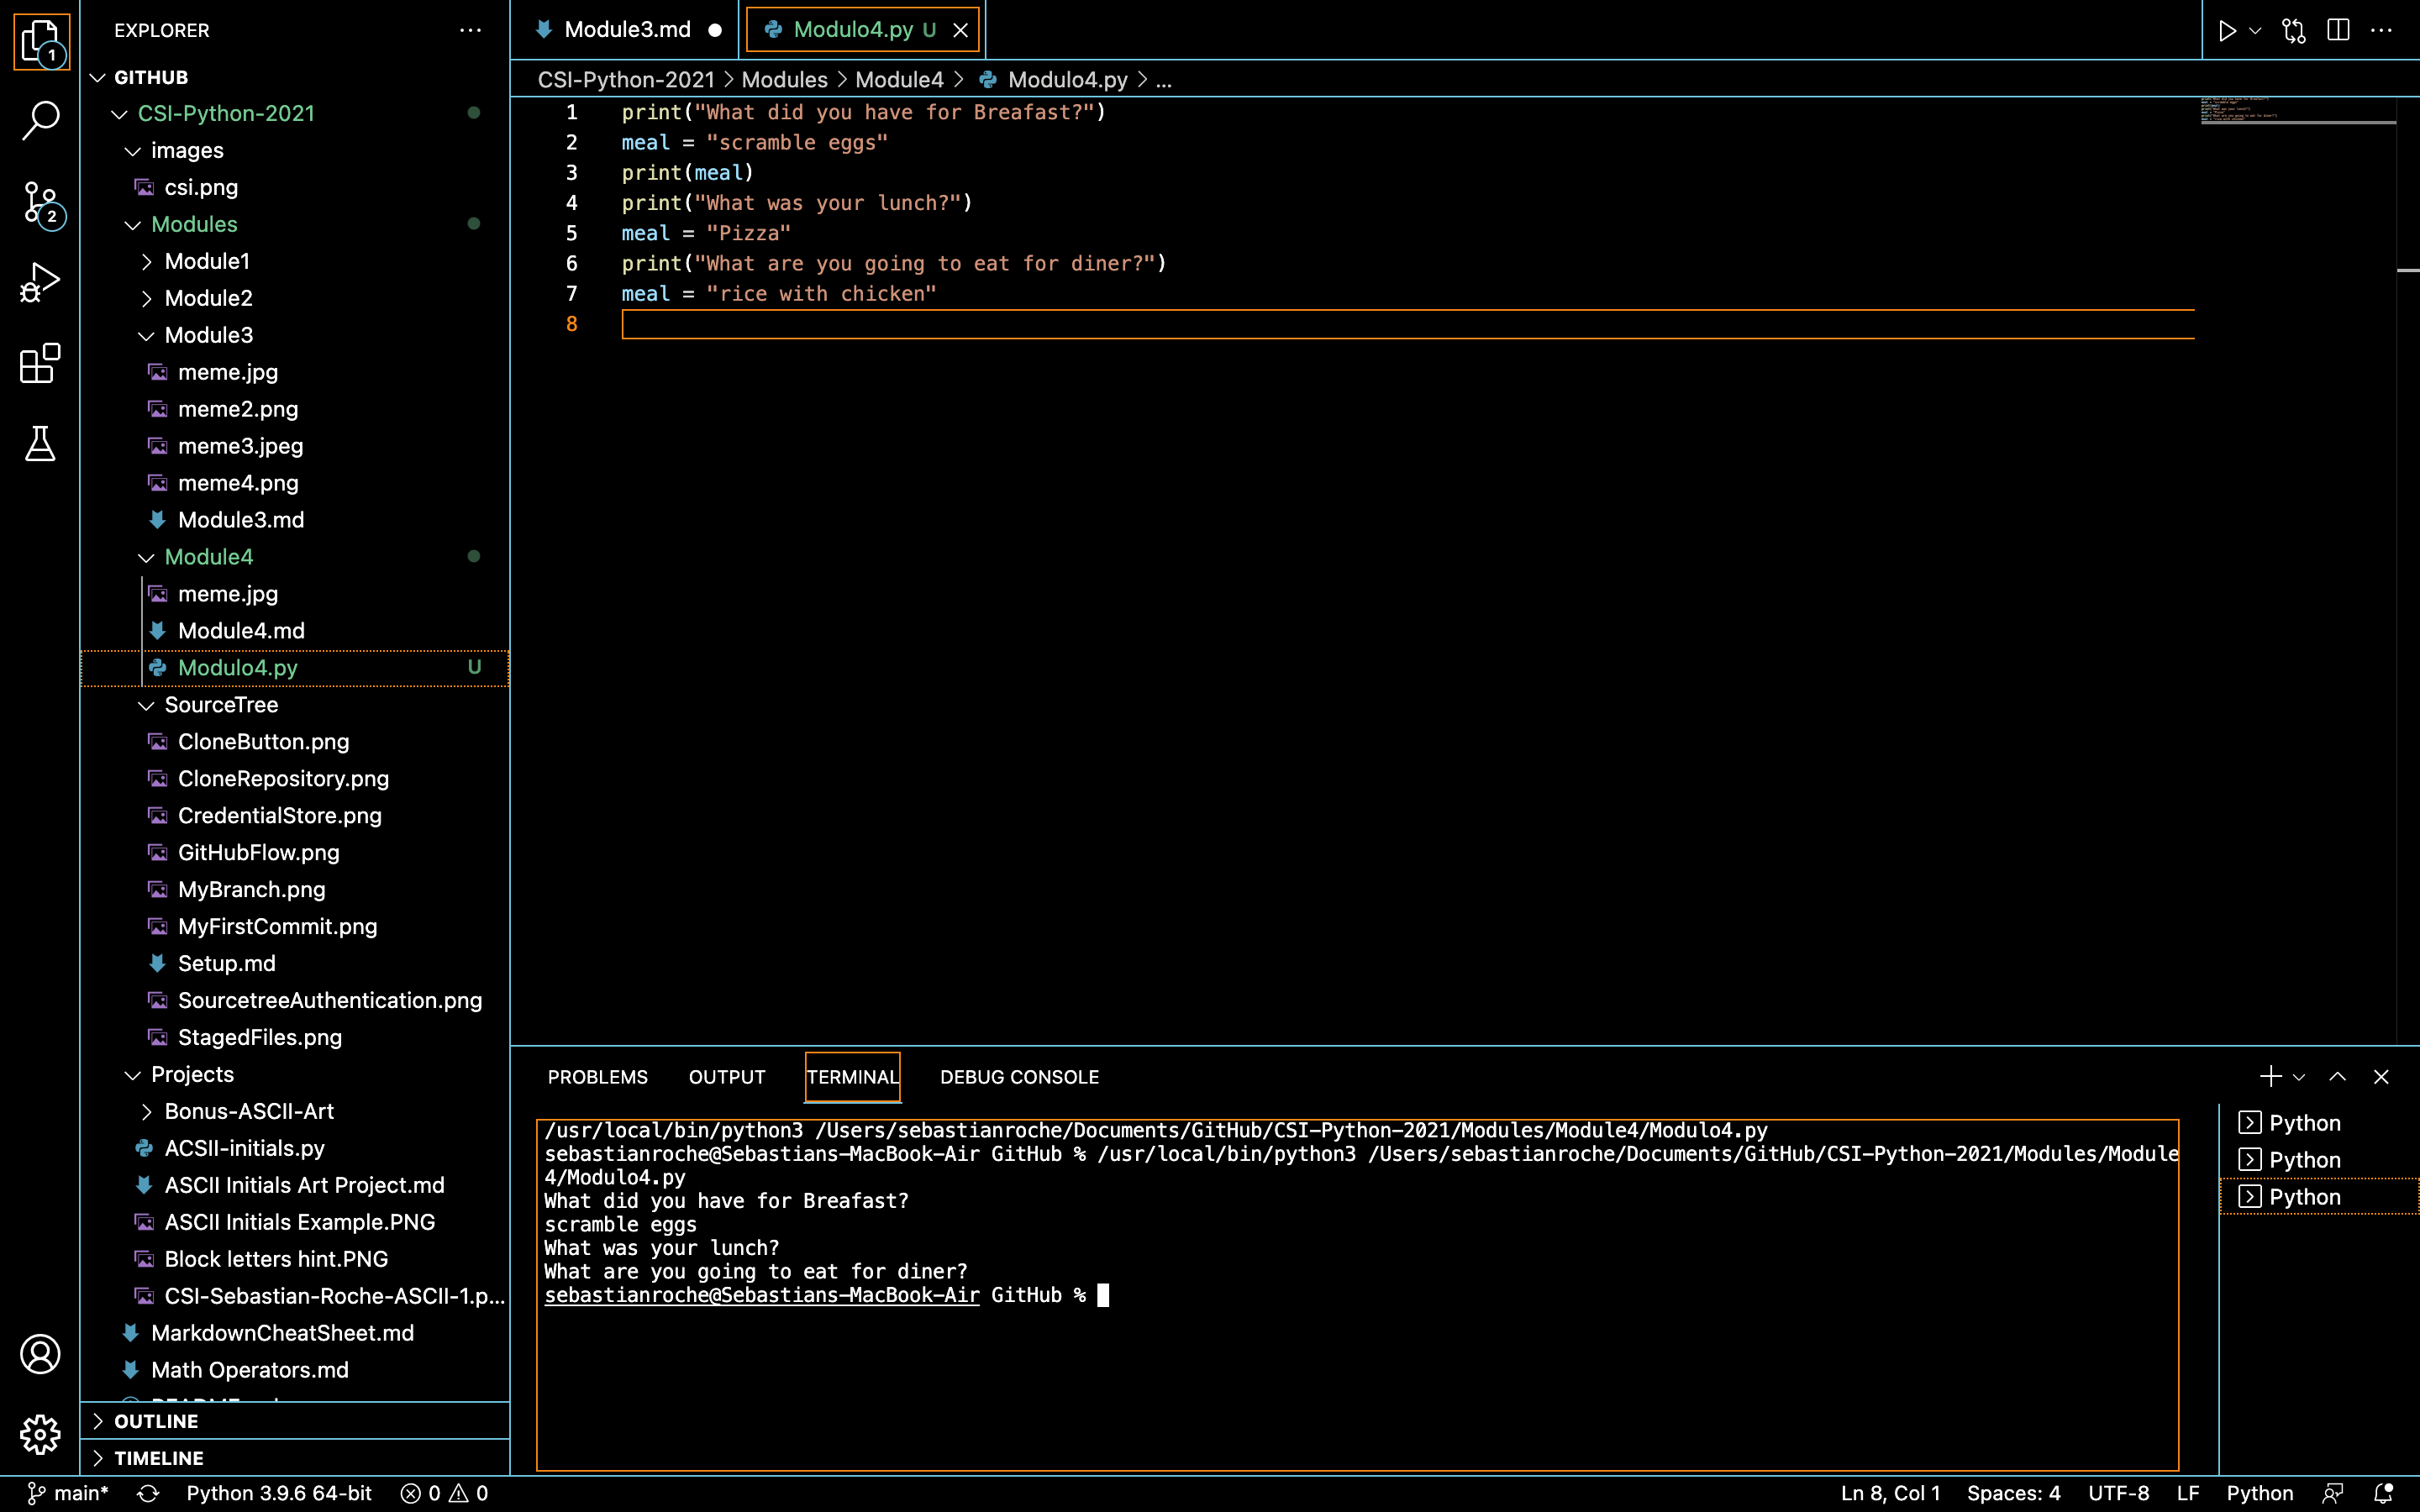 EXPLORER
GITHUB
CSI-Python-2021
images
csi.png
Modules
Module1
Module2
Module3
meme.jpg
meme2.png
meme3.jpeg
meme4.png
Module3.md
Module4
meme.jpg
Module4.md
Modulo4.py U
SourceTree
CloneButton.png
CloneRepository.png
CredentialStore.png
GitHubFlow.png
MyBranch.png
MyFirstCommit.png
Setup.md
SourcetreeAuthentication.png
StagedFiles.png
Projects
Bonus-ASCII-Art
ACSII-initials.py
ASCII Initials Art Project.md
ASCII Initials Example.PNG
Block letters hint.PNG
CSI-Sebastian-Roche-ASCII-1.p...
MarkdownCheatSheet.md
Math Operators.md
OUTLINE
TIMELINE
1
2
Module3.md
Modulo4.py U
CSI-Python-2021 > Modules > Module4 > Modulo4.py > ...
1 print("What did you have for Breafast?")
2 meal = "scramble eggs"
3 print(meal)
4 print("What was your lunch?")
5 meal = "Pizza"
6 print("What are you going to eat for diner?")
7 meal = "rice with chicken"
8
PROBLEMS OUTPUT TERMINAL DEBUG CONSOLE
/usr/local/bin/python3 /Users/sebastianroche/Documents/GitHub/CSI-Python-2021/Modules/Module4/Modulo4.py
sebastianroche@Sebastians-MacBook-Air GitHub % /usr/local/bin/python3 /Users/sebastianroche/Documents/GitHub/CSI-Python-2021/Modules/Module
4/Modulo4.py
What did you have for Breafast?
scramble eggs
What was your lunch?
What are you going to eat for diner?
sebastianroche@Sebastians-MacBook-Air GitHub %
Python
Python
Python
main* Python 3.9.6 64-bit 0 0 Ln 8, Col 1 Spaces: 4 UTF-8 LF Python